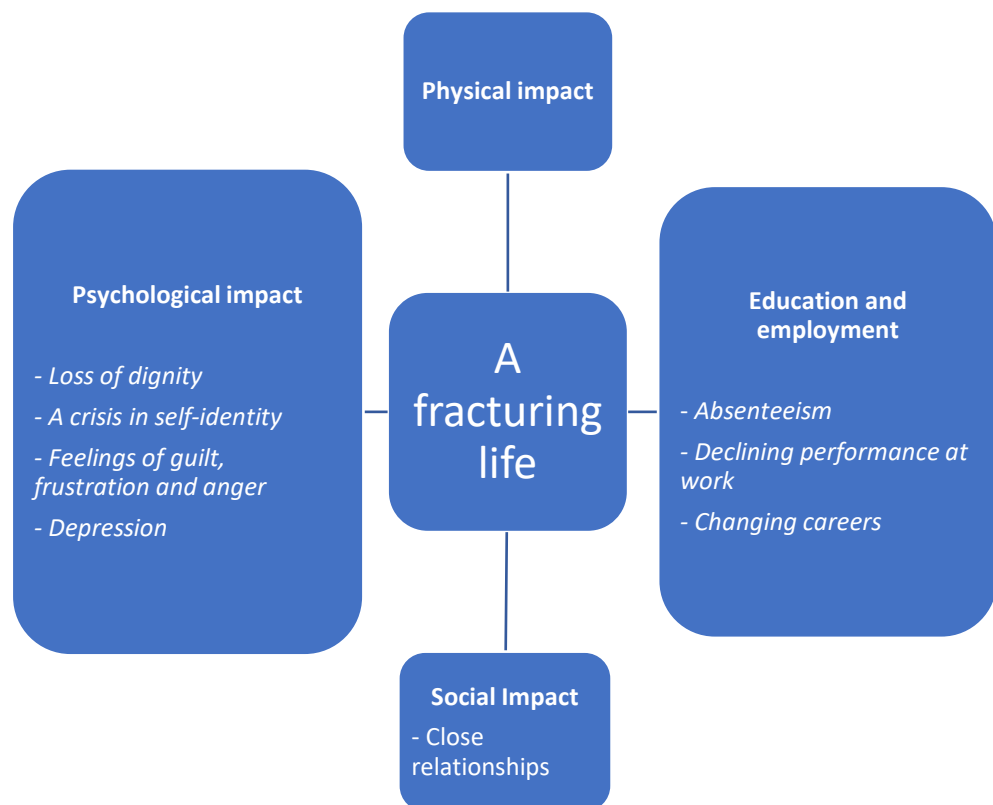 Physical impact
Psychological impact
- Loss of dignity
- A crisis in self-identity
- Feelings of guilt,
frustration and anger
- Depression
A
fracturing
life
Education and
employment
- Absenteeism
- Declining performance at
work
- Changing careers
Social Impact
- Close
relationships